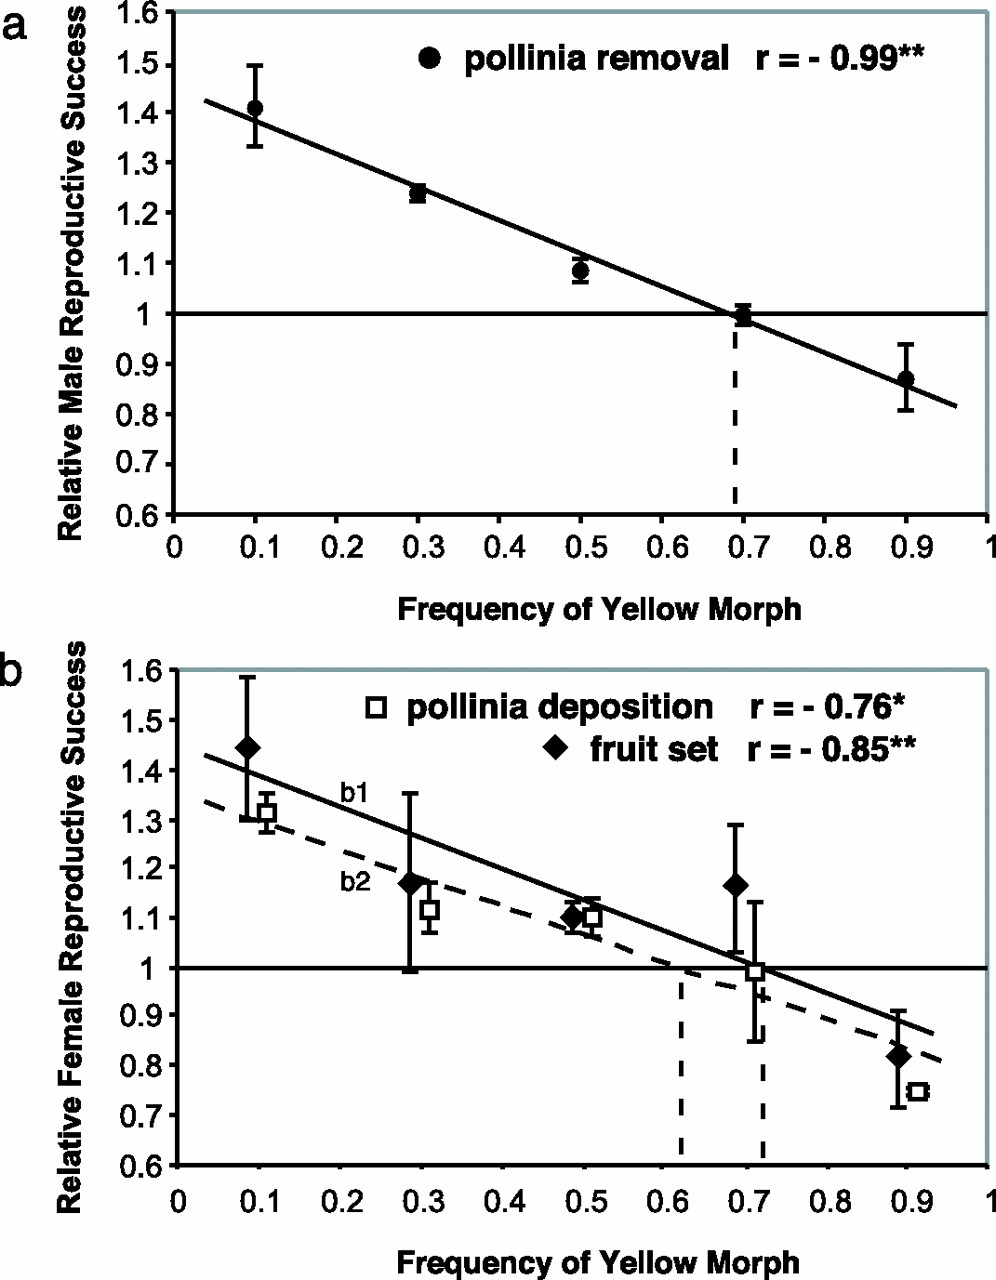 a
Relative Male Reproductive Success
1.6
1.5
1.4
1.3
1.2
1.1
1
0.9
0.8
0.7
0.6
pollinia removal r = - 0.99**
0 0.1 0.2 0.3 0.4 0.5 0.6 0.7 0.8 0.9 1
Frequency of Yellow Morph
b
Relative Female Reproductive Success
1.6
1.5
1.4
1.3
1.2
1.1
1
0.9
0.8
0.7
0.6
pollinia deposition r = - 0.76*
fruit set r = - 0.85**
b1
b2
0 0.1 0.2 0.3 0.4 0.5 0.6 0.7 0.8 0.9 1
Frequency of Yellow Morph